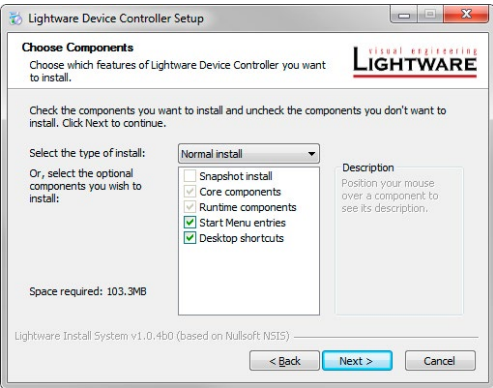 Lightware Device Controller Setup
Choose Components
Choose which features of Lightware Device Controller you want
to install.
visual engineering
LIGHTWARE
Check the components you want to install and uncheck the components you don't want to
install. Click Next to continue.
Select the type of install:
Normal install
Or, select the optional
components you wish to
install:
Snapshot install
Core components
Runtime components
Start Menu entries
Desktop shortcuts
Description
Position your mouse
over a component to
see its description.
Space required: 103.3MB
Lightware Install System v1.0.4b0 (based on Nullsoft NSIS)
< Back
Next >
Cancel